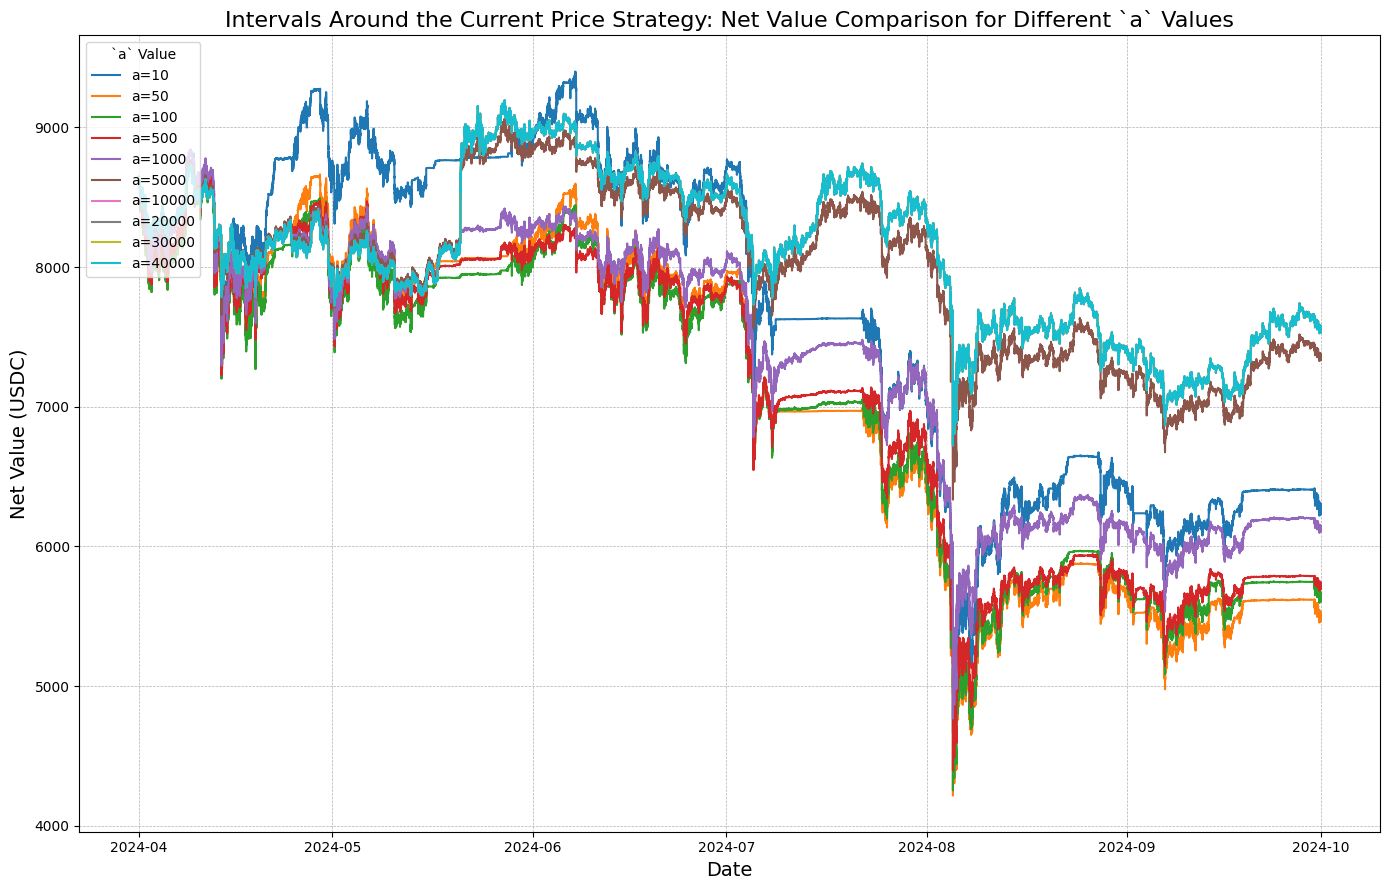 Intervals Around the Current Price Strategy: Net Value Comparison for Different `a` Values
`a` Value
a=10
a=50
a=100
a=500
a=1000
a=5000
a=10000
a=20000
a=30000
a=40000
9000
8000
7000
6000
5000
4000
Net Value (USDC)
2024-04 2024-05 2024-06 2024-07 2024-08 2024-09 2024-10
Date